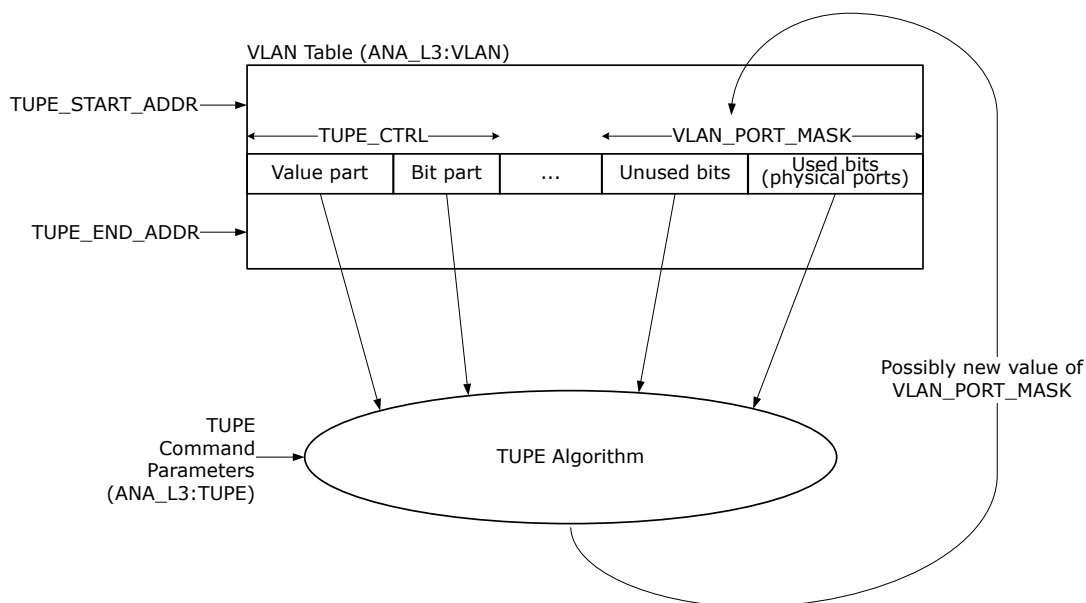 VLAN Table (ANA_L3:VLAN)
TUPE_START_ADDR
TUPE_CTRL
VLAN_PORT_MASK
Value part
Bit part
...
Unused bits
Used bits
(physical ports)
TUPE_END_ADDR
Possibly new value of
VLAN_PORT_MASK
TUPE
Command
Parameters
(ANA_L3:TUPE)
TUPE Algorithm